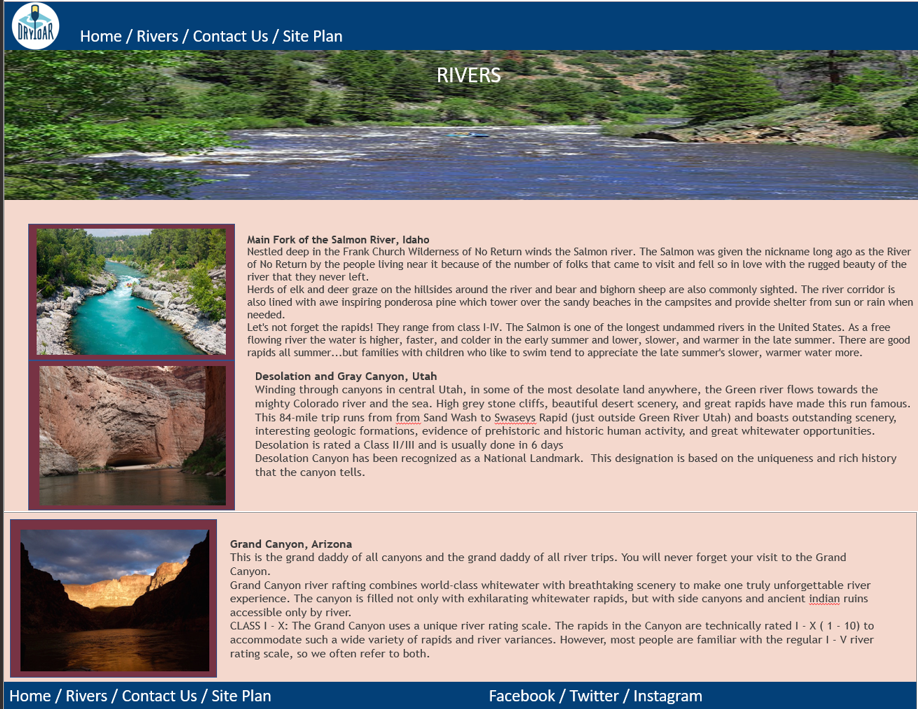 DRYOAR
Home / Rivers / Contact Us / Site Plan
RIVERS
Main Fork of the Salmon River, Idaho
Nestled deep in the Frank Church Wilderness of No Return winds the Salmon river. The Salmon was given the nickname long ago as the River
of No Return by the people living near it because of the number of folks that came to visit and fell so in love with the rugged beauty of the
river that they never left.
Herds of elk and deer graze on the hillsides around the river and bear and bighorn sheep are also commonly sighted. The river corridor is
also lined with awe inspiring ponderosa pine which tower over the sandy beaches in the campsites and provide shelter from sun or rain when
needed.
Let's not forget the rapids! They range from class I-IV. The Salmon is one of the longest undammed rivers in the United States. As a free
flowing river the water is higher, faster, and colder in the early summer and lower, slower, and warmer in the late summer. There are good
rapids all summer...but families with children who like to swim tend to appreciate the late summer's slower, warmer water more.
Desolation and Gray Canyon, Utah
Winding through canyons in central Utah, in some of the most desolate land anywhere, the Green river flows towards the
mighty Colorado river and the sea. High grey stone cliffs, beautiful desert scenery, and great rapids have made this run famous.
This 84-mile trip runs from from Sand Wash to Swaseys Rapid (just outside Green River Utah) and boasts outstanding scenery,
interesting geologic formations, evidence of prehistoric and historic human activity, and great whitewater opportunities.
Desolation is rated a Class II/III and is usually done in 6 days
Desolation Canyon has been recognized as a National Landmark. This designation is based on the uniqueness and rich history
that the canyon tells.
Grand Canyon, Arizona
This is the grand daddy of all canyons and the grand daddy of all river trips. You will never forget your visit to the Grand
Canyon.
Grand Canyon river rafting combines world-class whitewater with breathtaking scenery to make one truly unforgettable river
experience. The canyon is filled not only with exhilarating whitewater rapids, but with side canyons and ancient indian ruins
accessible only by river.
CLASS I - X: The Grand Canyon uses a unique river rating scale. The rapids in the Canyon are technically rated I - X ( 1 - 10) to
accommodate such a wide variety of rapids and river variances. However, most people are familiar with the regular I - V river
rating scale, so we often refer to both.
Home / Rivers / Contact Us / Site Plan
Facebook / Twitter / Instagram